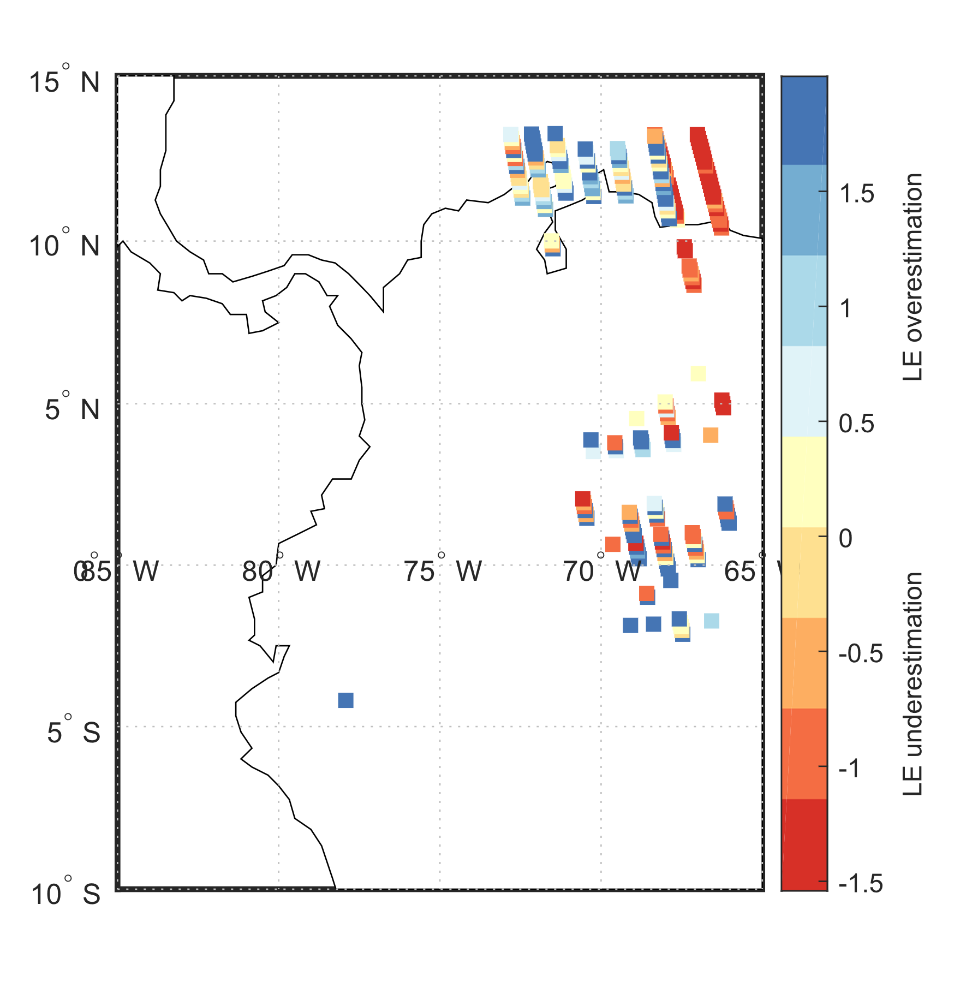 15° N
10° N
5° N
0°
85° W
80° W
75° W
70° W
65°
5° S
10° S
1.5
1
0.5
0
-0.5
-1
-1.5
LE overestimation
LE underestimation